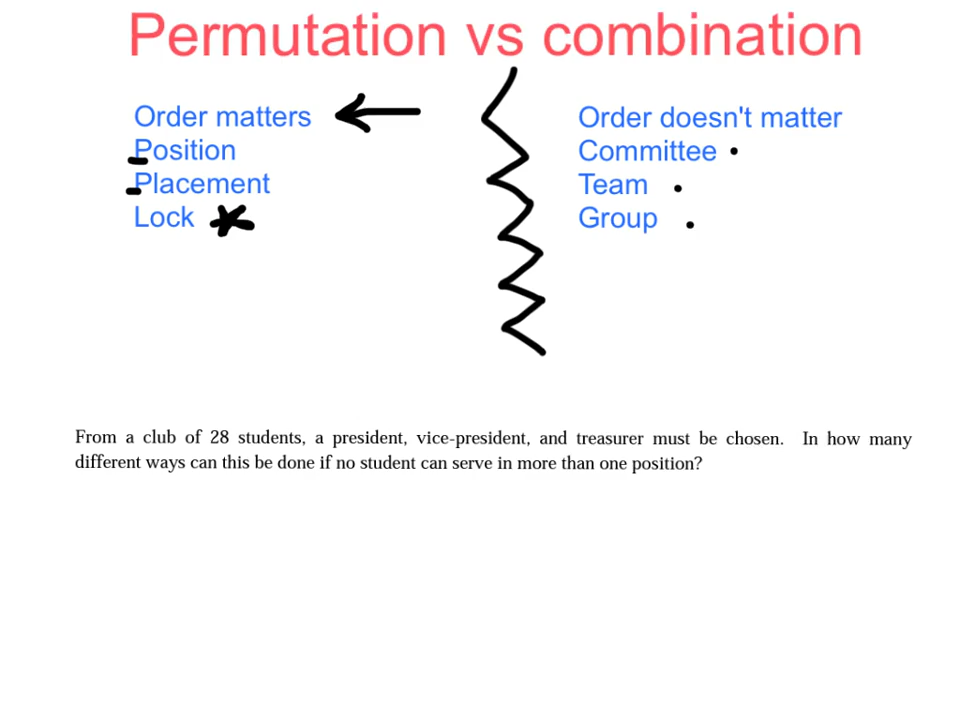 Permutation vs combination
Order matters
Position
Placement
Lock
Order doesn't matter
Committee
Team
Group
From a club of 28 students, a president, vice-president, and treasurer must be chosen. In how many
different ways can this be done if no student can serve in more than one position?